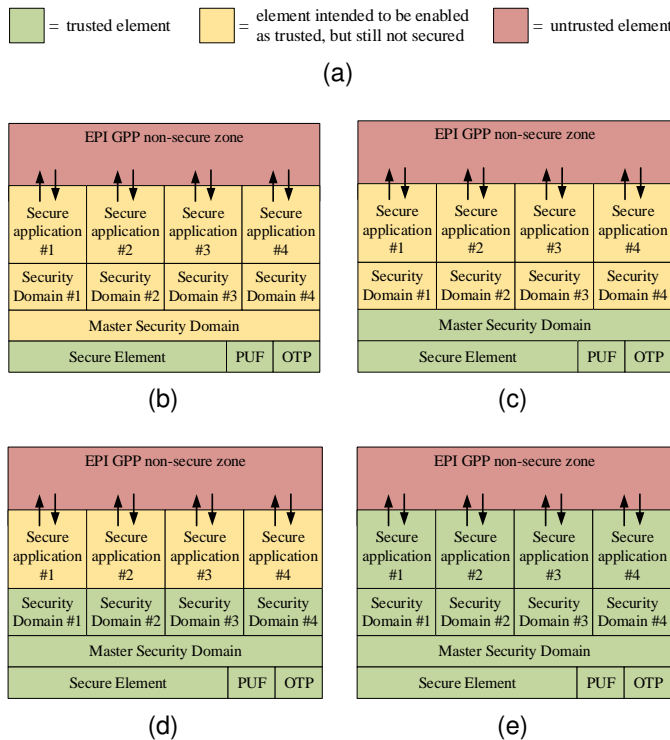 = trusted element
= element intended to be enabled as trusted, but still not secured
= untrusted element
(a)
EPI GPP non-secure zone
Secure application #1
Secure application #2
Secure application #3
Secure application #4
Security Domain #1
Security Domain #2
Security Domain #3
Security Domain #4
Master Security Domain
Secure Element
PUF
OTP
(b)
EPI GPP non-secure zone
Secure application #1
Secure application #2
Secure application #3
Secure application #4
Security Domain #1
Security Domain #2
Security Domain #3
Security Domain #4
Master Security Domain
Secure Element
PUF
OTP
(c)
EPI GPP non-secure zone
Secure application #1
Secure application #2
Secure application #3
Secure application #4
Security Domain #1
Security Domain #2
Security Domain #3
Security Domain #4
Master Security Domain
Secure Element
PUF
OTP
(d)
EPI GPP non-secure zone
Secure application #1
Secure application #2
Secure application #3
Secure application #4
Security Domain #1
Security Domain #2
Security Domain #3
Security Domain #4
Master Security Domain
Secure Element
PUF
OTP
(e)